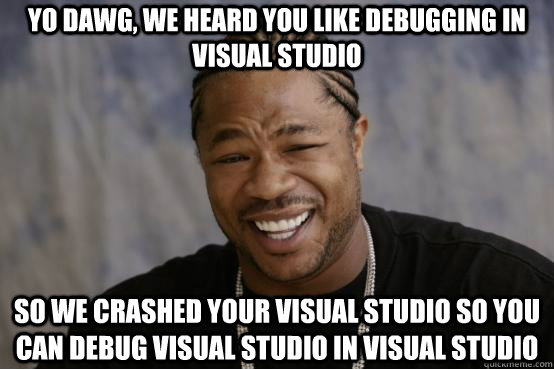 YO DAWG, WE HEARD YOU LIKE DEBUGGING IN
VISUAL STUDIO
SO WE CRASHED YOUR VISUAL STUDIO SO YOU
CAN DEBUG VISUAL STUDIO IN VISUAL STUDIO
quickmeme.com